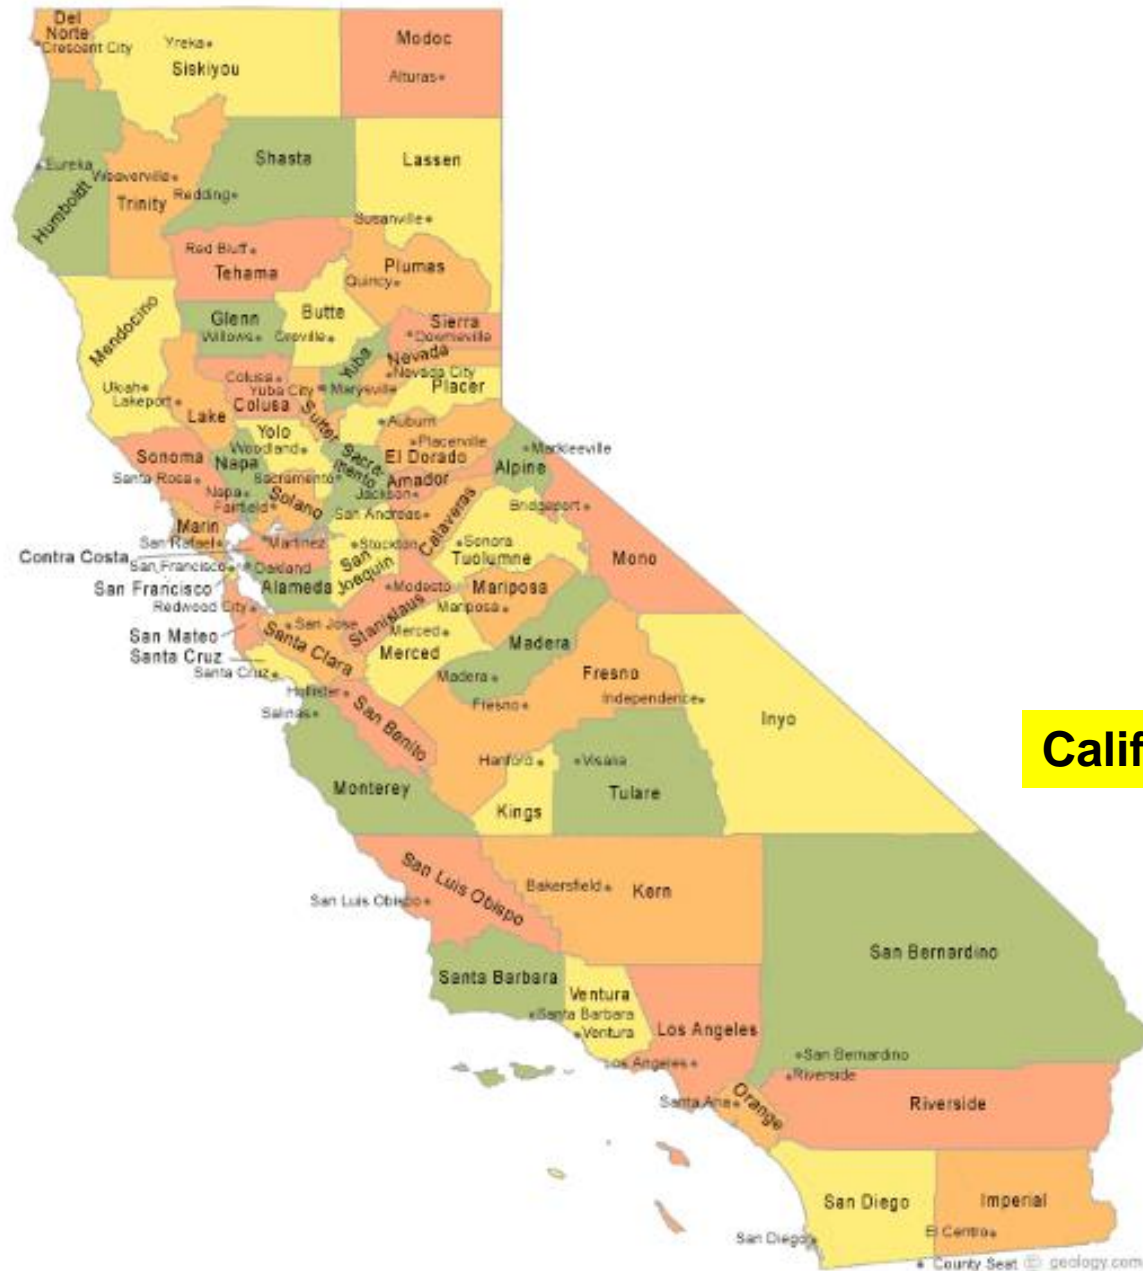 Del
Norte
Crescent City
Yreka
Siskiyou
Modoc
Alturas
Eureka
Humboldt
Weaverville
Trinity
Shasta
Redding
Lassen
Susanville
Red Bluff
Tehama
Plumas
Quincy
Mendocino
Ukah
Lakeport
Glenn
Willows
Butte
Oroville
Sierra
Downieville
Yuba
Nevada
Nevada City
Colusa
Colusa
Yuba City
Marysville
Placer
Lake
Sutter
Auburn
Yolo
Woodland
Sonoma
Santa Rosa
Napa
Napa
Sacramento
Sacra-
mento
Placerville
El Dorado
Alpine
Markleeville
Amador
Jackson
Fairfield
Solano
San Andreas
Calaveras
Bridgeport
Marin
San Rafael
Martinez
Contra Costa
Stockton
San
Joaquin
Sonora
Tuolumne
Mono
San Francisco
Oakland
San Francisco
Alameda
Modesto
Mariposa
Mariposa
Redwood City
San Jose
Stanislaus
San Mateo
Santa Clara
Merced
Merced
Madera
Santa Cruz
Santa Cruz
Madera
Fresno
Hollister
Salinas
San Benito
Fresno
Independence
Inyo
Calif
Monterey
Hanford
Visalia
Kings
Tulare
San Luis Obispo
San Luis Obispo
Bakersfield
Kern
San Bernardino
Santa Barbara
Ventura
Santa Barbara
Ventura
Los Angeles
Los Angeles
San Bernardino
Riverside
Santa Ana
Orange
Riverside
San Diego
San Diego
Imperial
El Centro
County Seat © geology.com